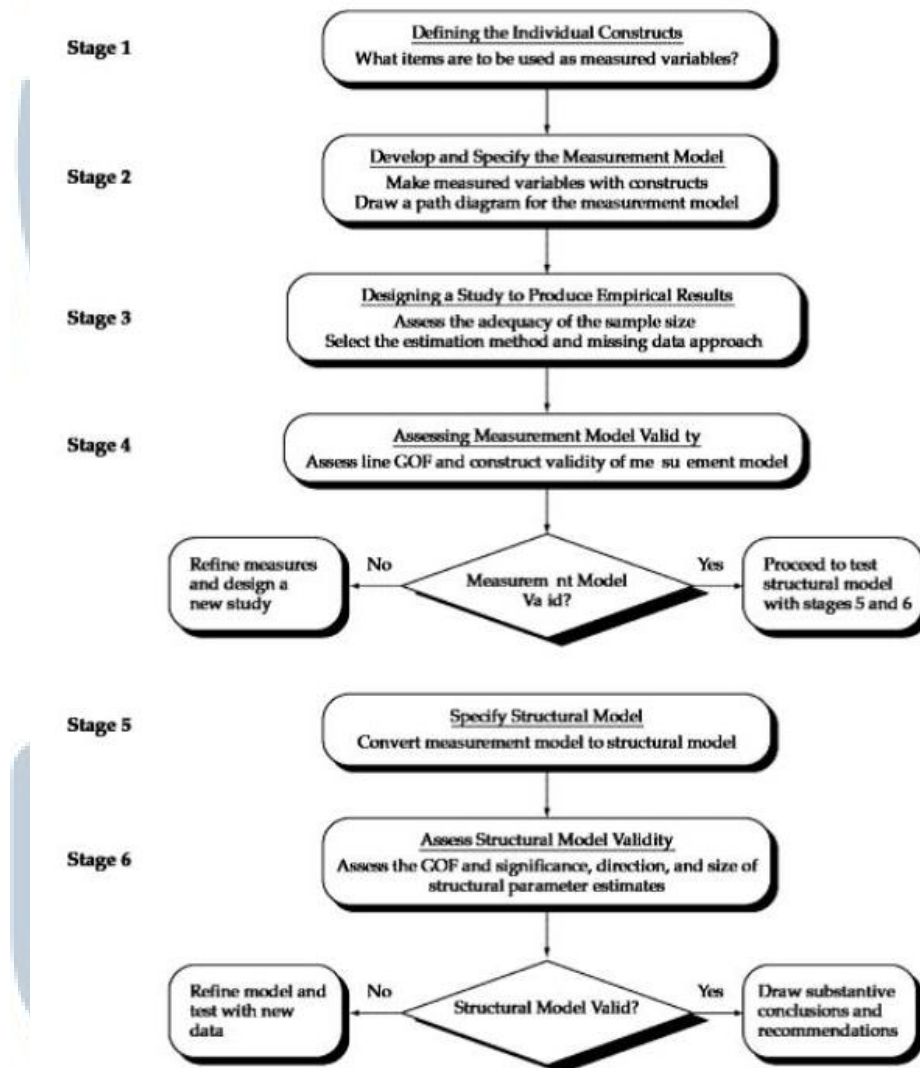 Stage 1
Defining the Individual Constructs
What items are to be used as measured variables?
Stage 2
Develop and Specify the Measurement Model
Make measured variables with constructs
Draw a path diagram for the measurement model
Stage 3
Designing a Study to Produce Empirical Results
Assess the adequacy of the sample size
Select the estimation method and missing data approach
Stage 4
Assessing Measurement Model Valid ty
Assess line GOF and construct validity of me su ement model
Refine measures
and design a
new study
No
Measurem nt Model
Va id?
Yes
Proceed to test
structural model
with stages 5 and 6
Stage 5
Specify Structural Model
Convert measurement model to structural model
Stage 6
Assess Structural Model Validity
Assess the GOF and significance, direction, and size of
structural parameter estimates
Refine model and
test with new
data
No
Structural Model Valid?
Yes
Draw substantive
conclusions and
recommendations